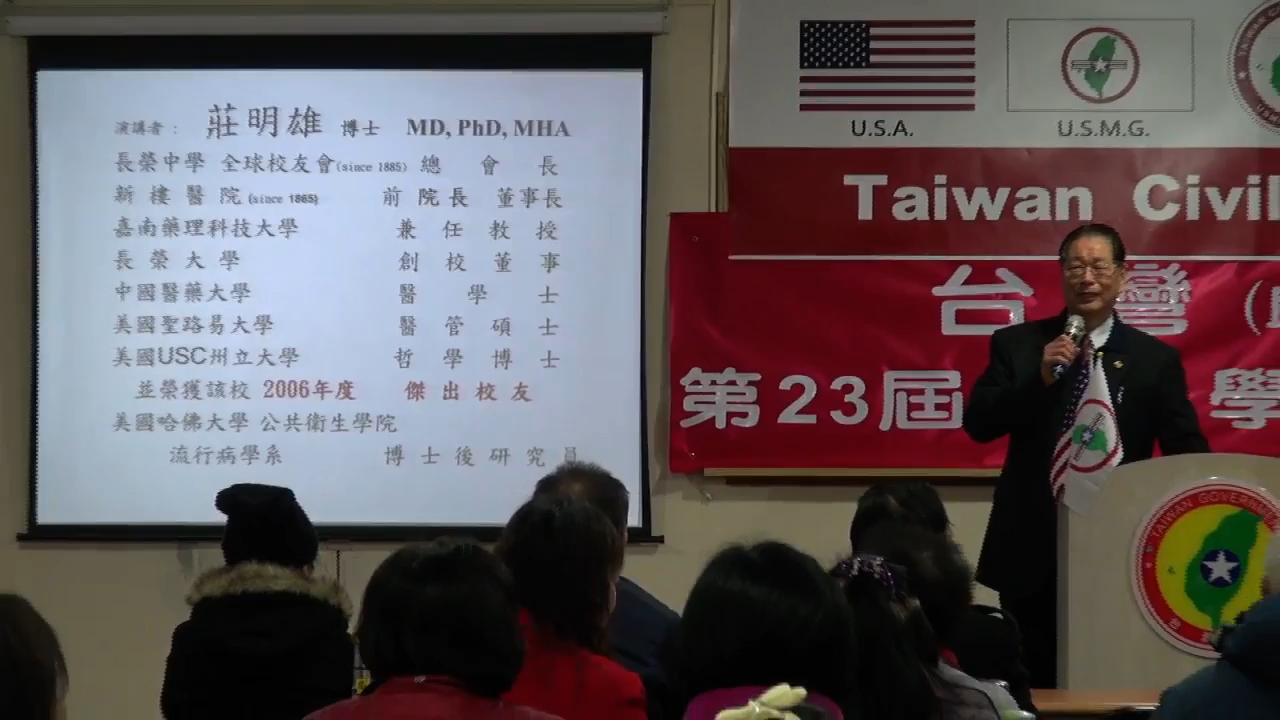 演講者： 莊明雄 博士 MD, PhD, MHA
長榮中學 全球校友會(since 1885) 總 會 長
新 樓 醫 院 (since 1865) 前 院 長 董事長
嘉南藥理科技大學 兼 任 教 授
長 榮 大 學 創 校 董 事
中國醫藥大學 醫 學 士
美國聖路易大學 醫 管 碩 士
美國USC州立大學 哲 學 博 士
並榮獲該校 2006年度 傑 出 校 友
美國哈佛大學 公共衛生學院
流行病學系 博 士 後 研 究 員
U.S.A.
U.S.M.G.
Taiwan Civil
台 灣
第23屆 學
TAIWAN GOVERNM